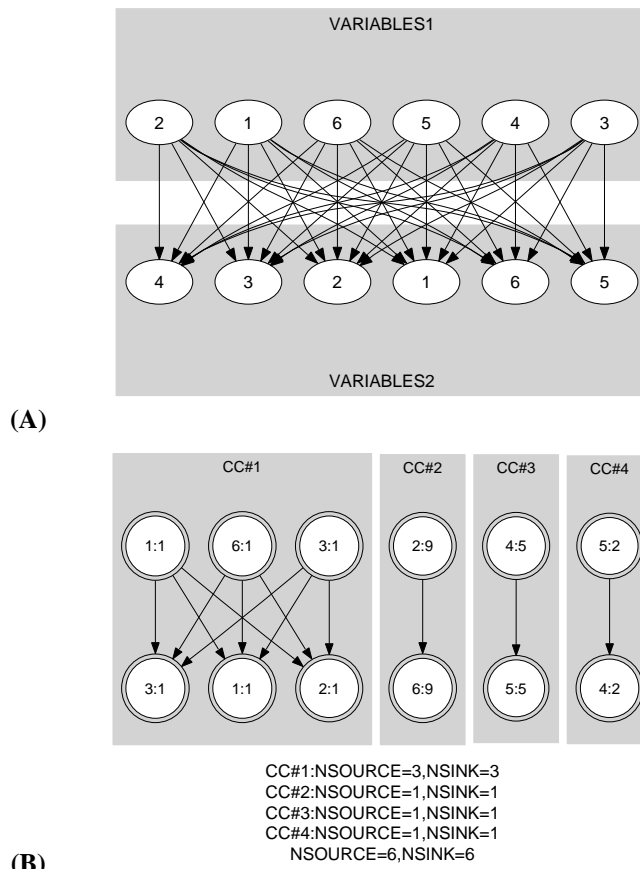 VARIABLES1
2 1 6 5 4 3
4 3 2 1 6 5
VARIABLES2
(A)
CC#1 CC#2 CC#3 CC#4
1:1 6:1 3:1 2:9 4:5 5:2
3:1 1:1 2:1 6:9 5:5 4:2
CC#1:NSOURCE=3,NSINK=3
CC#2:NSOURCE=1,NSINK=1
CC#3:NSOURCE=1,NSINK=1
CC#4:NSOURCE=1,NSINK=1
NSOURCE=6,NSINK=6
(B)